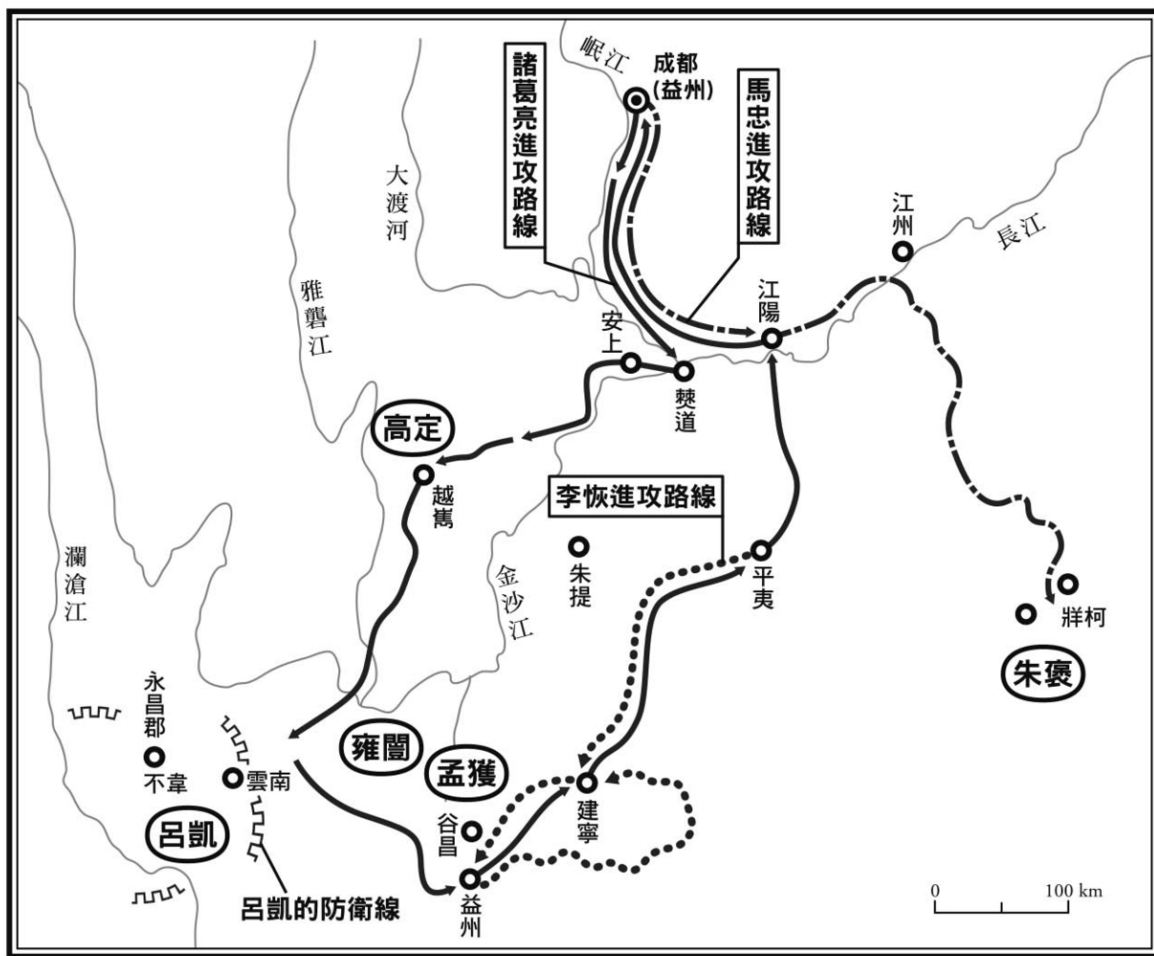 岷江
成都
(益州)
諸葛亮進攻路線
馬忠進攻路線
大渡河
江州
長江
雅礱江
江陽
安上
僰道
高定
越雋
李恢進攻路線
朱提
平夷
金沙江
瀾滄江
牂柯
朱褒
永昌郡
不韋
雲南
雍闓
孟獲
建寧
谷昌
呂凱
益州
呂凱的防衛線
0
100 km